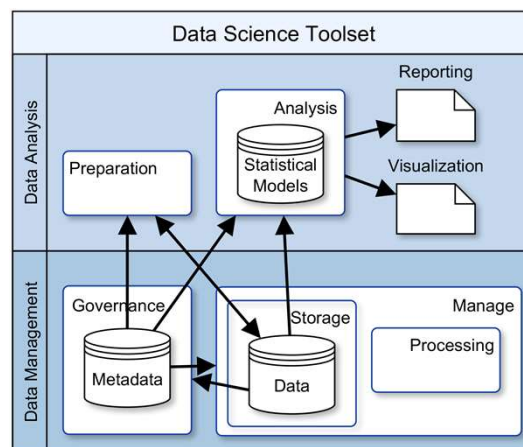 Data Science Toolset
Data Analysis
Reporting
Analysis
Statistical
Models
Preparation
Visualization
Data Management
Governance
Metadata
Manage
Storage
Data
Processing